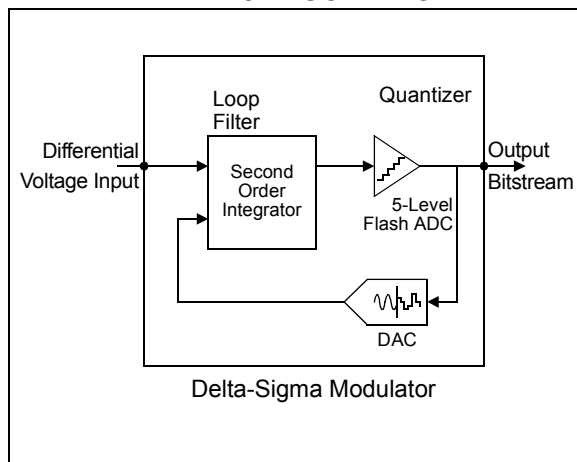 Loop
Filter
Quantizer
Differential
Voltage Input
Second
Order
Integrator
Output
Bitstream
5-Level
Flash ADC
DAC
Delta-Sigma Modulator